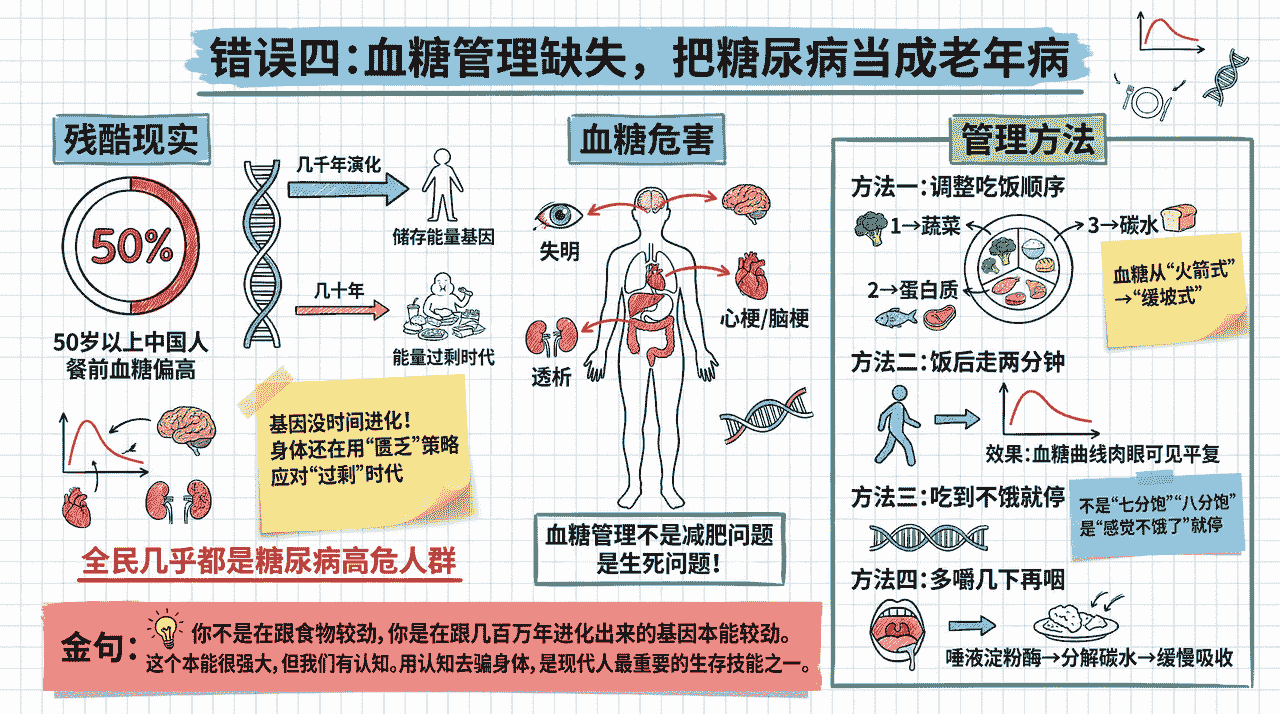 错误四：血糖管理缺失，把糖尿病当成老年病
残酷现实
50%
50岁以上中国人
餐前血糖偏高
几千年演化
储存能量基因
几十年
能量过剩时代
基因没时间进化！
身体还在用“匮乏”策略
应对“过剩”时代
全民几乎都是糖尿病高危人群
血糖危害
失明
心梗/脑梗
透析
血糖管理不是减肥问题
是生死问题！
管理方法
方法一：调整吃饭顺序
1→蔬菜
3→碳水
2→蛋白质
血糖从“火箭式”
→“缓坡式”
方法二：饭后走两分钟
效果：血糖曲线肉眼可见平复
方法三：吃到不饿就停
不是“七分饱”“八分饱”
是“感觉不饿了”就停
方法四：多嚼几下再咽
唾液淀粉酶→分解碳水→缓慢吸收
金句：
你不是在跟食物较劲，你是在跟几百万年进化出来的基因本能较劲。
这个本能很强大，但我们有认知。用认知去骗身体，是现代人最重要的生存技能之一。